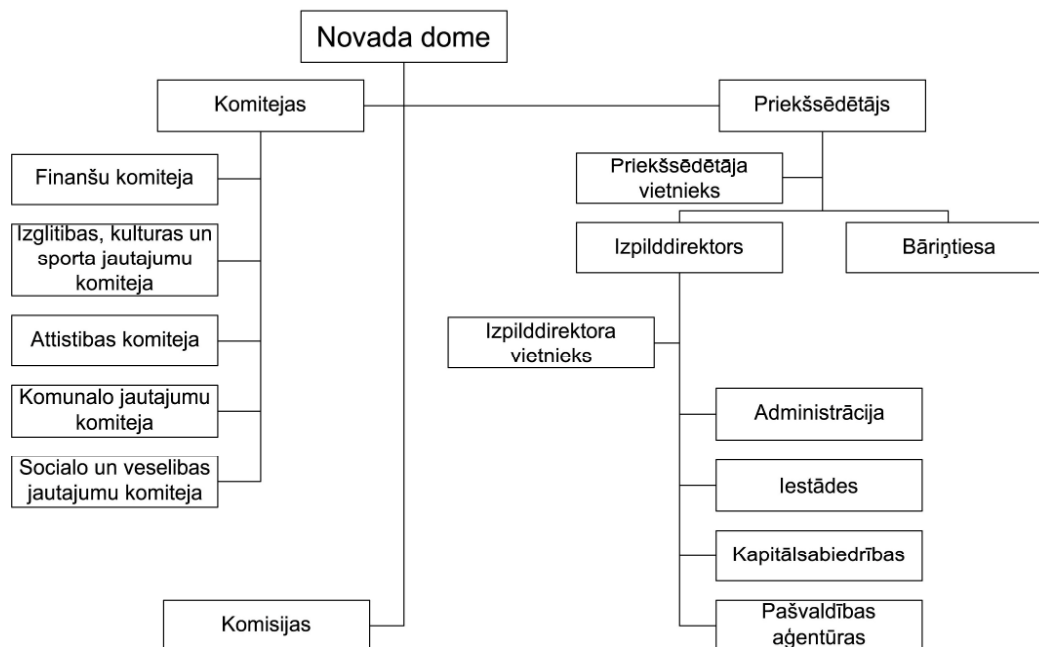 Novada dome
Komitejas
Priekšsēdētājs
Finanšu komiteja
Izglitibas, kulturas un
sporta jautajumu
komiteja
Attistibas komiteja
Komunalo jautajumu
komiteja
Socialo un veselibas
jautajumu komiteja
Priekšsēdētāja
vietnieks
Izpilddirektors
Bāriņtiesa
Izpilddirektora
vietnieks
Administrācija
Iestādes
Kapitālsabiedrības
Pašvaldības
aģentūras
Komisijas